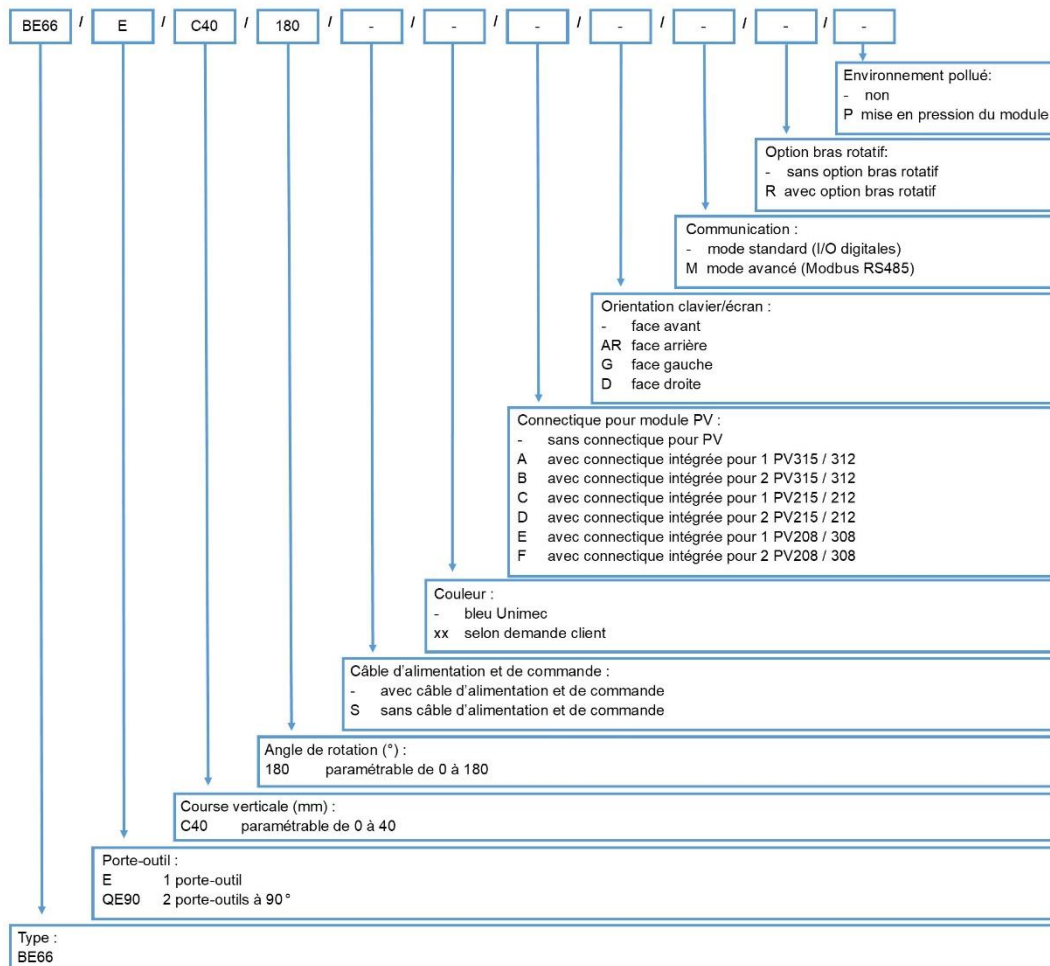 BE66 / E / C40 / 180 / - / - / - / - / - / - / -
Environnement pollué:
- non
P mise en pression du module
Option bras rotatif:
- sans option bras rotatif
R avec option bras rotatif
Communication :
- mode standard (I/O digitales)
M mode avancé (Modbus RS485)
Orientation clavier/écran :
- face avant
AR face arrière
G face gauche
D face droite
Connectique pour module PV :
- sans connectique pour PV
A avec connectique intégrée pour 1 PV315 / 312
B avec connectique intégrée pour 2 PV315 / 312
C avec connectique intégrée pour 1 PV215 / 212
D avec connectique intégrée pour 2 PV215 / 212
E avec connectique intégrée pour 1 PV208 / 308
F avec connectique intégrée pour 2 PV208 / 308
Couleur :
- bleu Unimec
xx selon demande client
Câble d'alimentation et de commande :
- avec câble d'alimentation et de commande
S sans câble d'alimentation et de commande
Angle de rotation (°) :
180 paramétrable de 0 à 180
Course verticale (mm) :
C40 paramétrable de 0 à 40
Porte-outil :
E 1 porte-outil
QE90 2 porte-outils à 90°
Type :
BE66